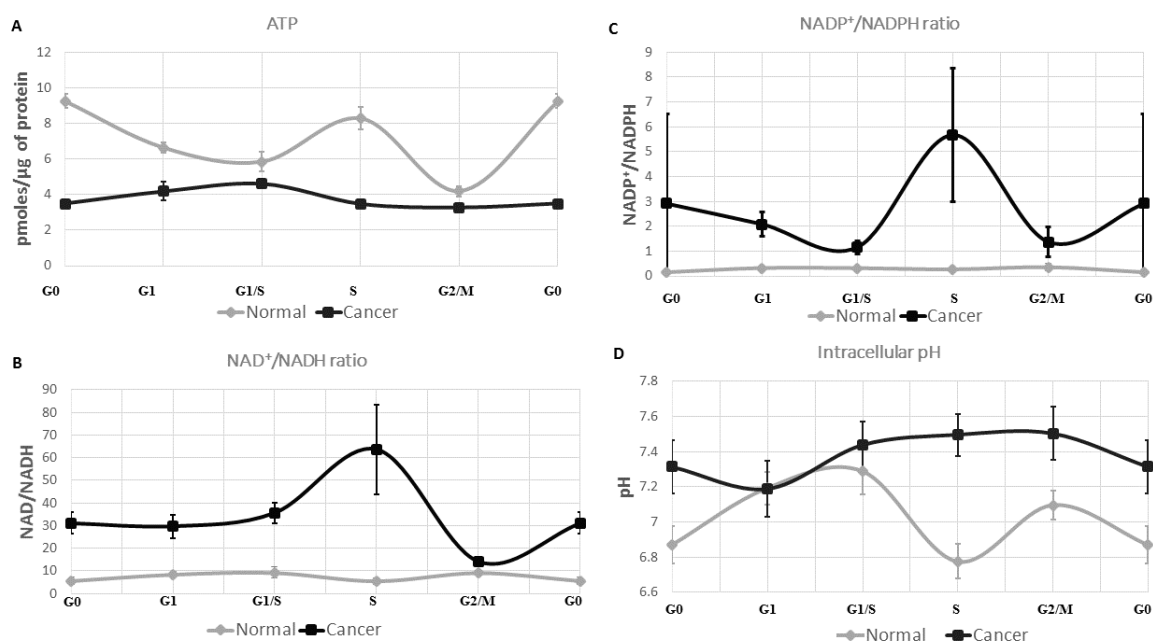 A
ATP
pmoles/µg of protein
12
10
8
6
4
2
0
G0 G1 G1/S S G2/M G0
Normal Cancer
B
NAD⁺/NADH ratio
NAD/NADH
90
80
70
60
50
40
30
20
10
0
G0 G1 G1/S S G2/M G0
Normal Cancer
C
NADP⁺/NADPH ratio
NADP⁺/NADPH
9
8
7
6
5
4
3
2
1
0
G0 G1 G1/S S G2/M G0
Normal Cancer
D
Intracellular pH
pH
7.8
7.6
7.4
7.2
7
6.8
6.6
G0 G1 G1/S S G2/M G0
Normal Cancer